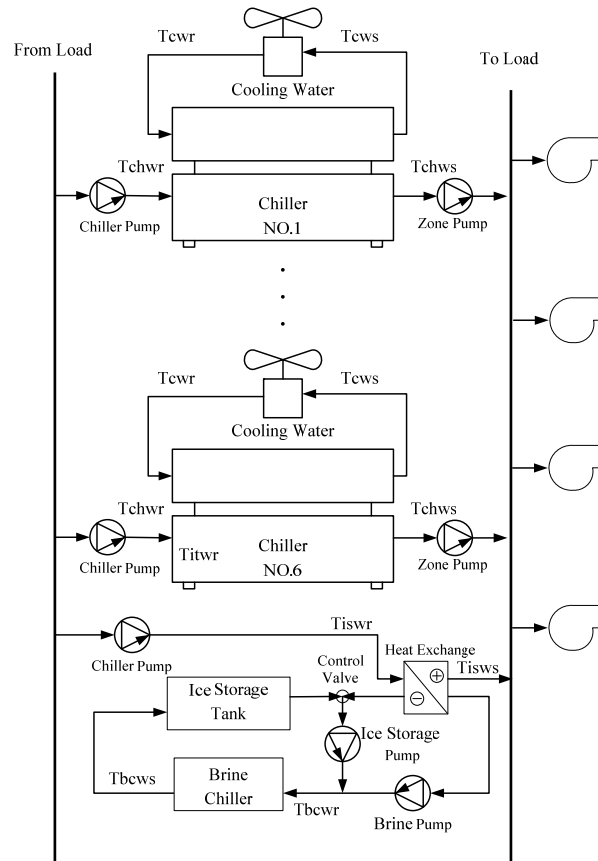 Tcwr
Tcws
From Load
To Load
Cooling Water
Tchwr
Tchws
Chiller
NO.1
Chiller Pump
Zone Pump
Tcwr
Tcws
Cooling Water
Tchwr
Tchws
Titwr
Chiller
NO.6
Chiller Pump
Zone Pump
Tiswr
Chiller Pump
Control
Valve
Heat Exchange
Tisws
Ice Storage
Tank
Ice Storage
Pump
Tbcws
Brine
Chiller
Tbcwr
Brine Pump